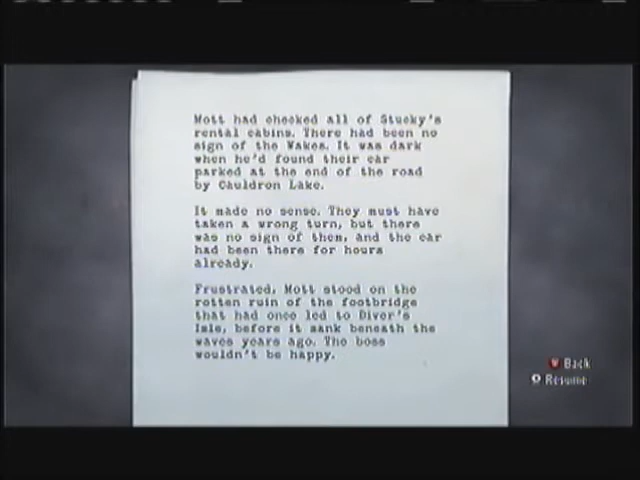 Mott had checked all of Stucky's
rental cabins. There had been no
sign of the Wakes. It was dark
when he'd found their car
parked at the end of the road
by Cauldron Lake.
It made no sense. They must have
taken a wrong turn, but there
was no sign of them, and the car
had been there for hours
already.
Frustrated, Mott stood on the
rotten ruin of the footbridge
that had once led to Diver's
Isle, before it sank beneath the
waves years ago. The boss
wouldn't be happy.
Back
Resume